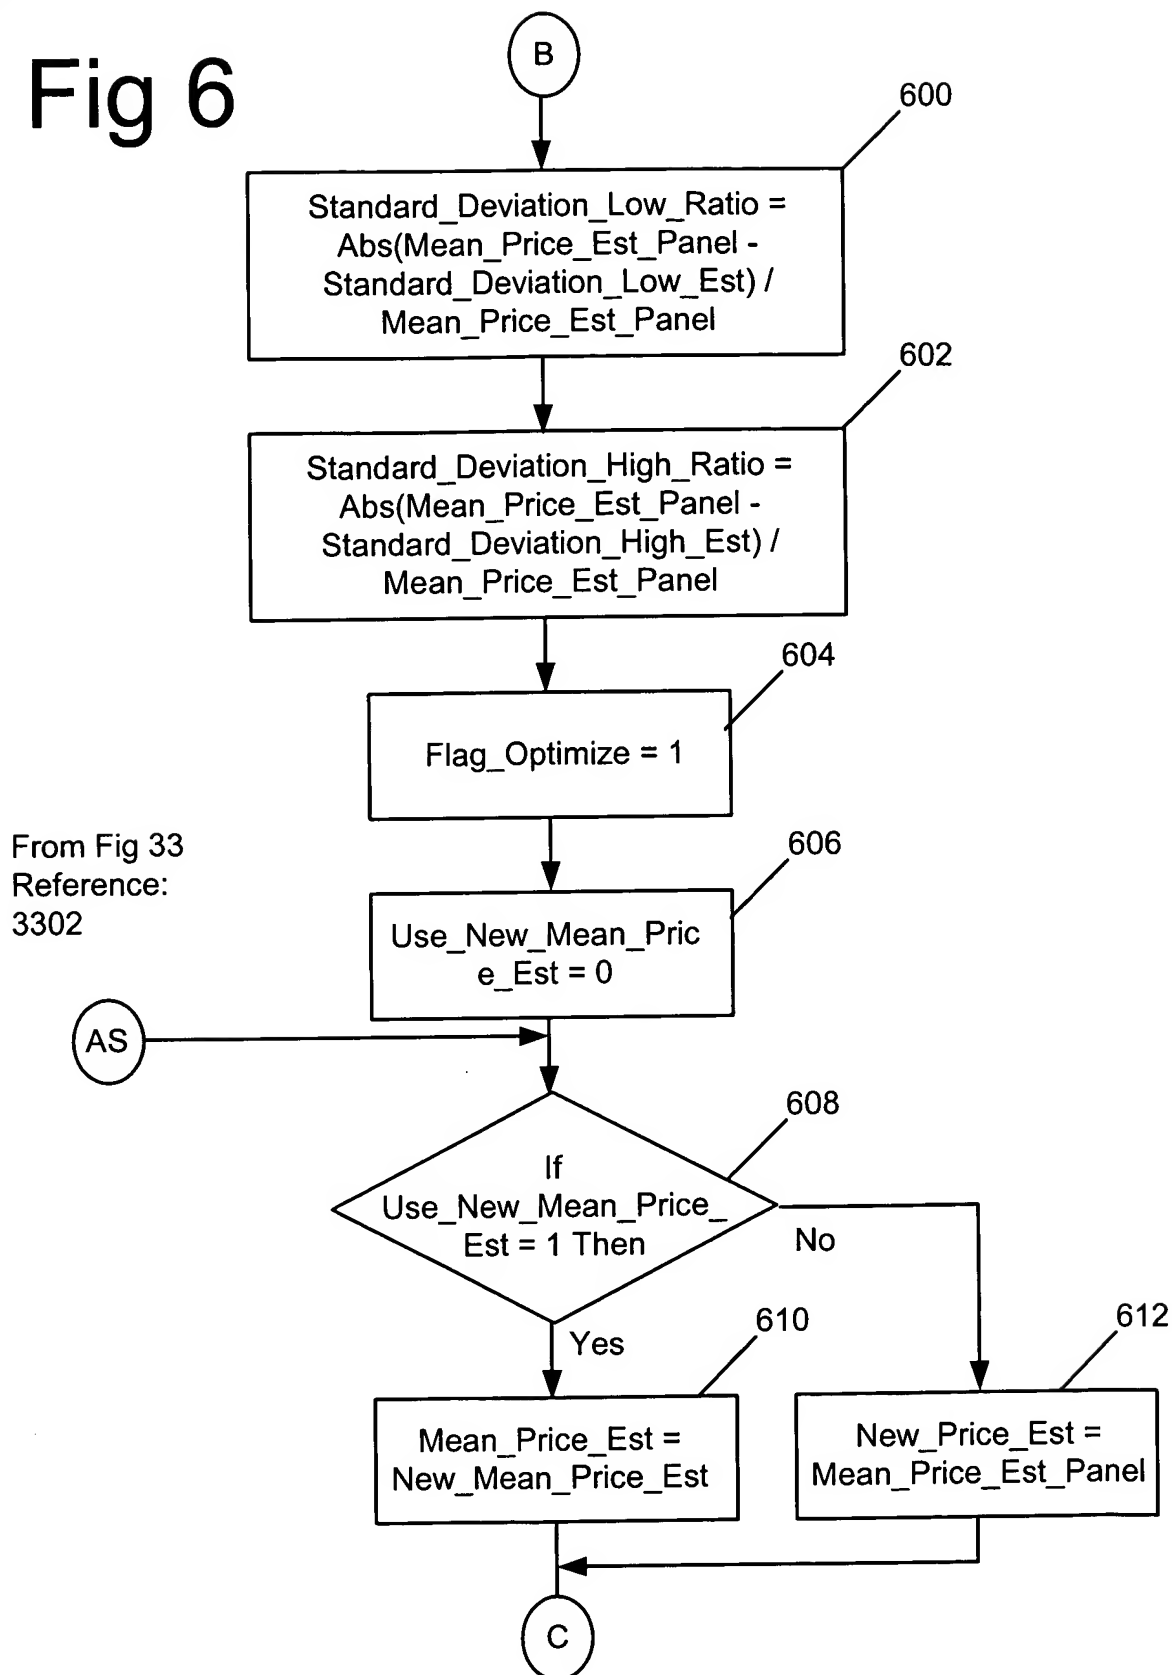 Fig 6
B
600
Standard_Deviation_Low_Ratio =
Abs(Mean_Price_Est_Panel -
Standard_Deviation_Low_Est) /
Mean_Price_Est_Panel
602
Standard_Deviation_High_Ratio =
Abs(Mean_Price_Est_Panel -
Standard_Deviation_High_Est) /
Mean_Price_Est_Panel
604
Flag_Optimize = 1
From Fig 33
Reference:
3302
606
Use_New_Mean_Pric
e_Est = 0
AS
608
If
Use_New_Mean_Price_
Est = 1 Then
No
Yes
610
Mean_Price_Est =
New_Mean_Price_Est
612
New_Price_Est =
Mean_Price_Est_Panel
C